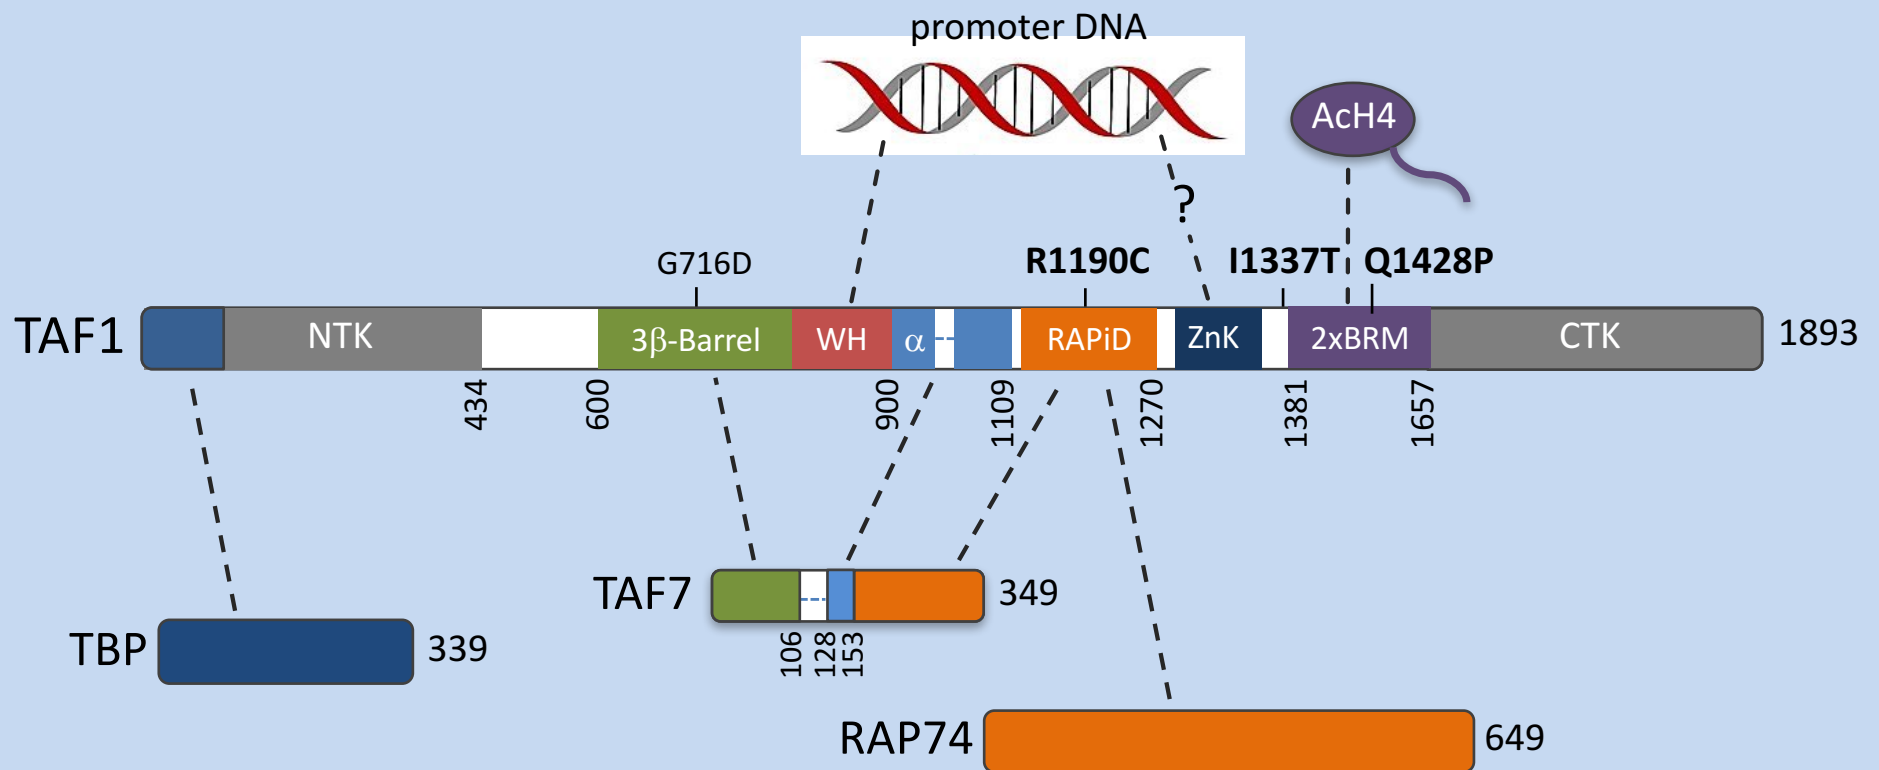 promoter DNA
AcH4
?
G716D
R1190C
I1337T
Q1428P
TAF1
NTK
3β-Barrel
WH
α
RAPiD
ZnK
2xBRM
CTK
1893
434
600
900
1109
1270
1381
1657
TAF7
349
106
128
153
TBP
339
RAP74
649